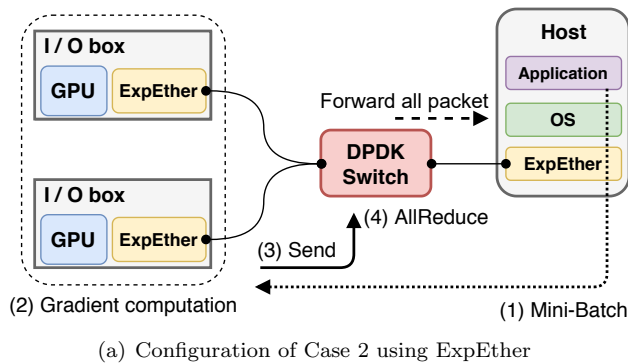 I / O box
GPU
ExpEther
I / O box
GPU
ExpEther
(2) Gradient computation
Forward all packet
DPDK
Switch
(4) AllReduce
(3) Send
Host
Application
OS
ExpEther
(1) Mini-Batch
(a) Configuration of Case 2 using ExpEther